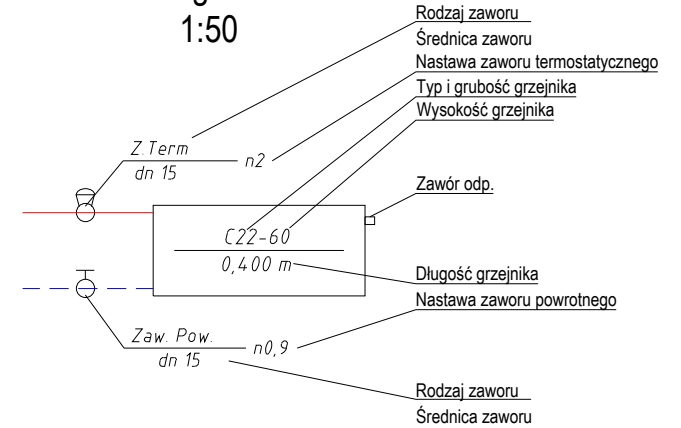 1:50
Rodzaj zaworu
Średnica zaworu
Nastawa zaworu termostatycznego
Typ i grubość grzejnika
Wysokość grzejnika
Z.Term
dn 15
n2
Zawór odp.
C22-60
0,400 m
Długość grzejnika
Nastawa zaworu powrotnego
Zaw. Pow.
dn 15
n0,9
Rodzaj zaworu
Średnica zaworu